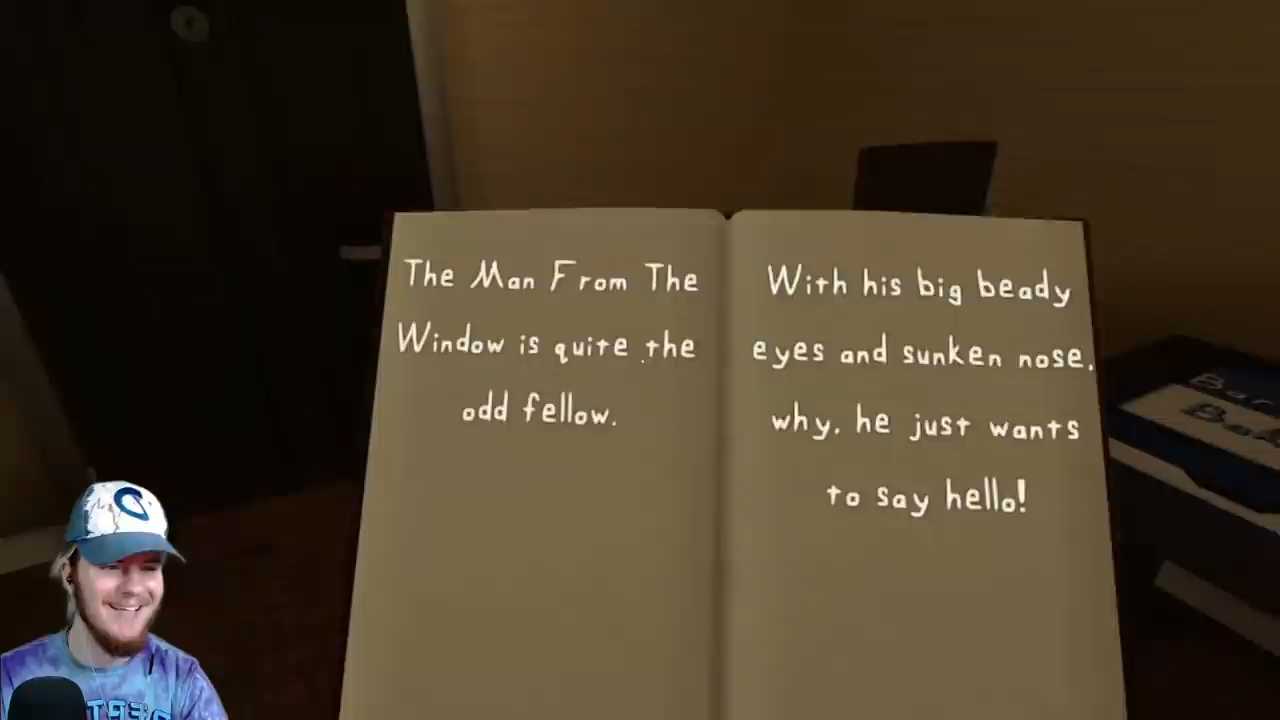 The Man From The
Window is quite the
odd fellow.
With his big beady
eyes and sunken nose,
why, he just wants
to say hello!